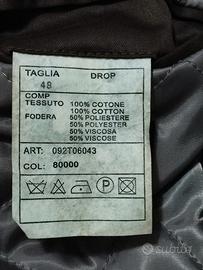 TAGLIA DROP
48
COMP
TESSUTO 100% COTONE
100% COTTON
FODERA 50% POLIESTERE
50% POLYESTER
50% VISCOSA
50% VISCOSE
ART: 092T06043
COL: 80000
subito